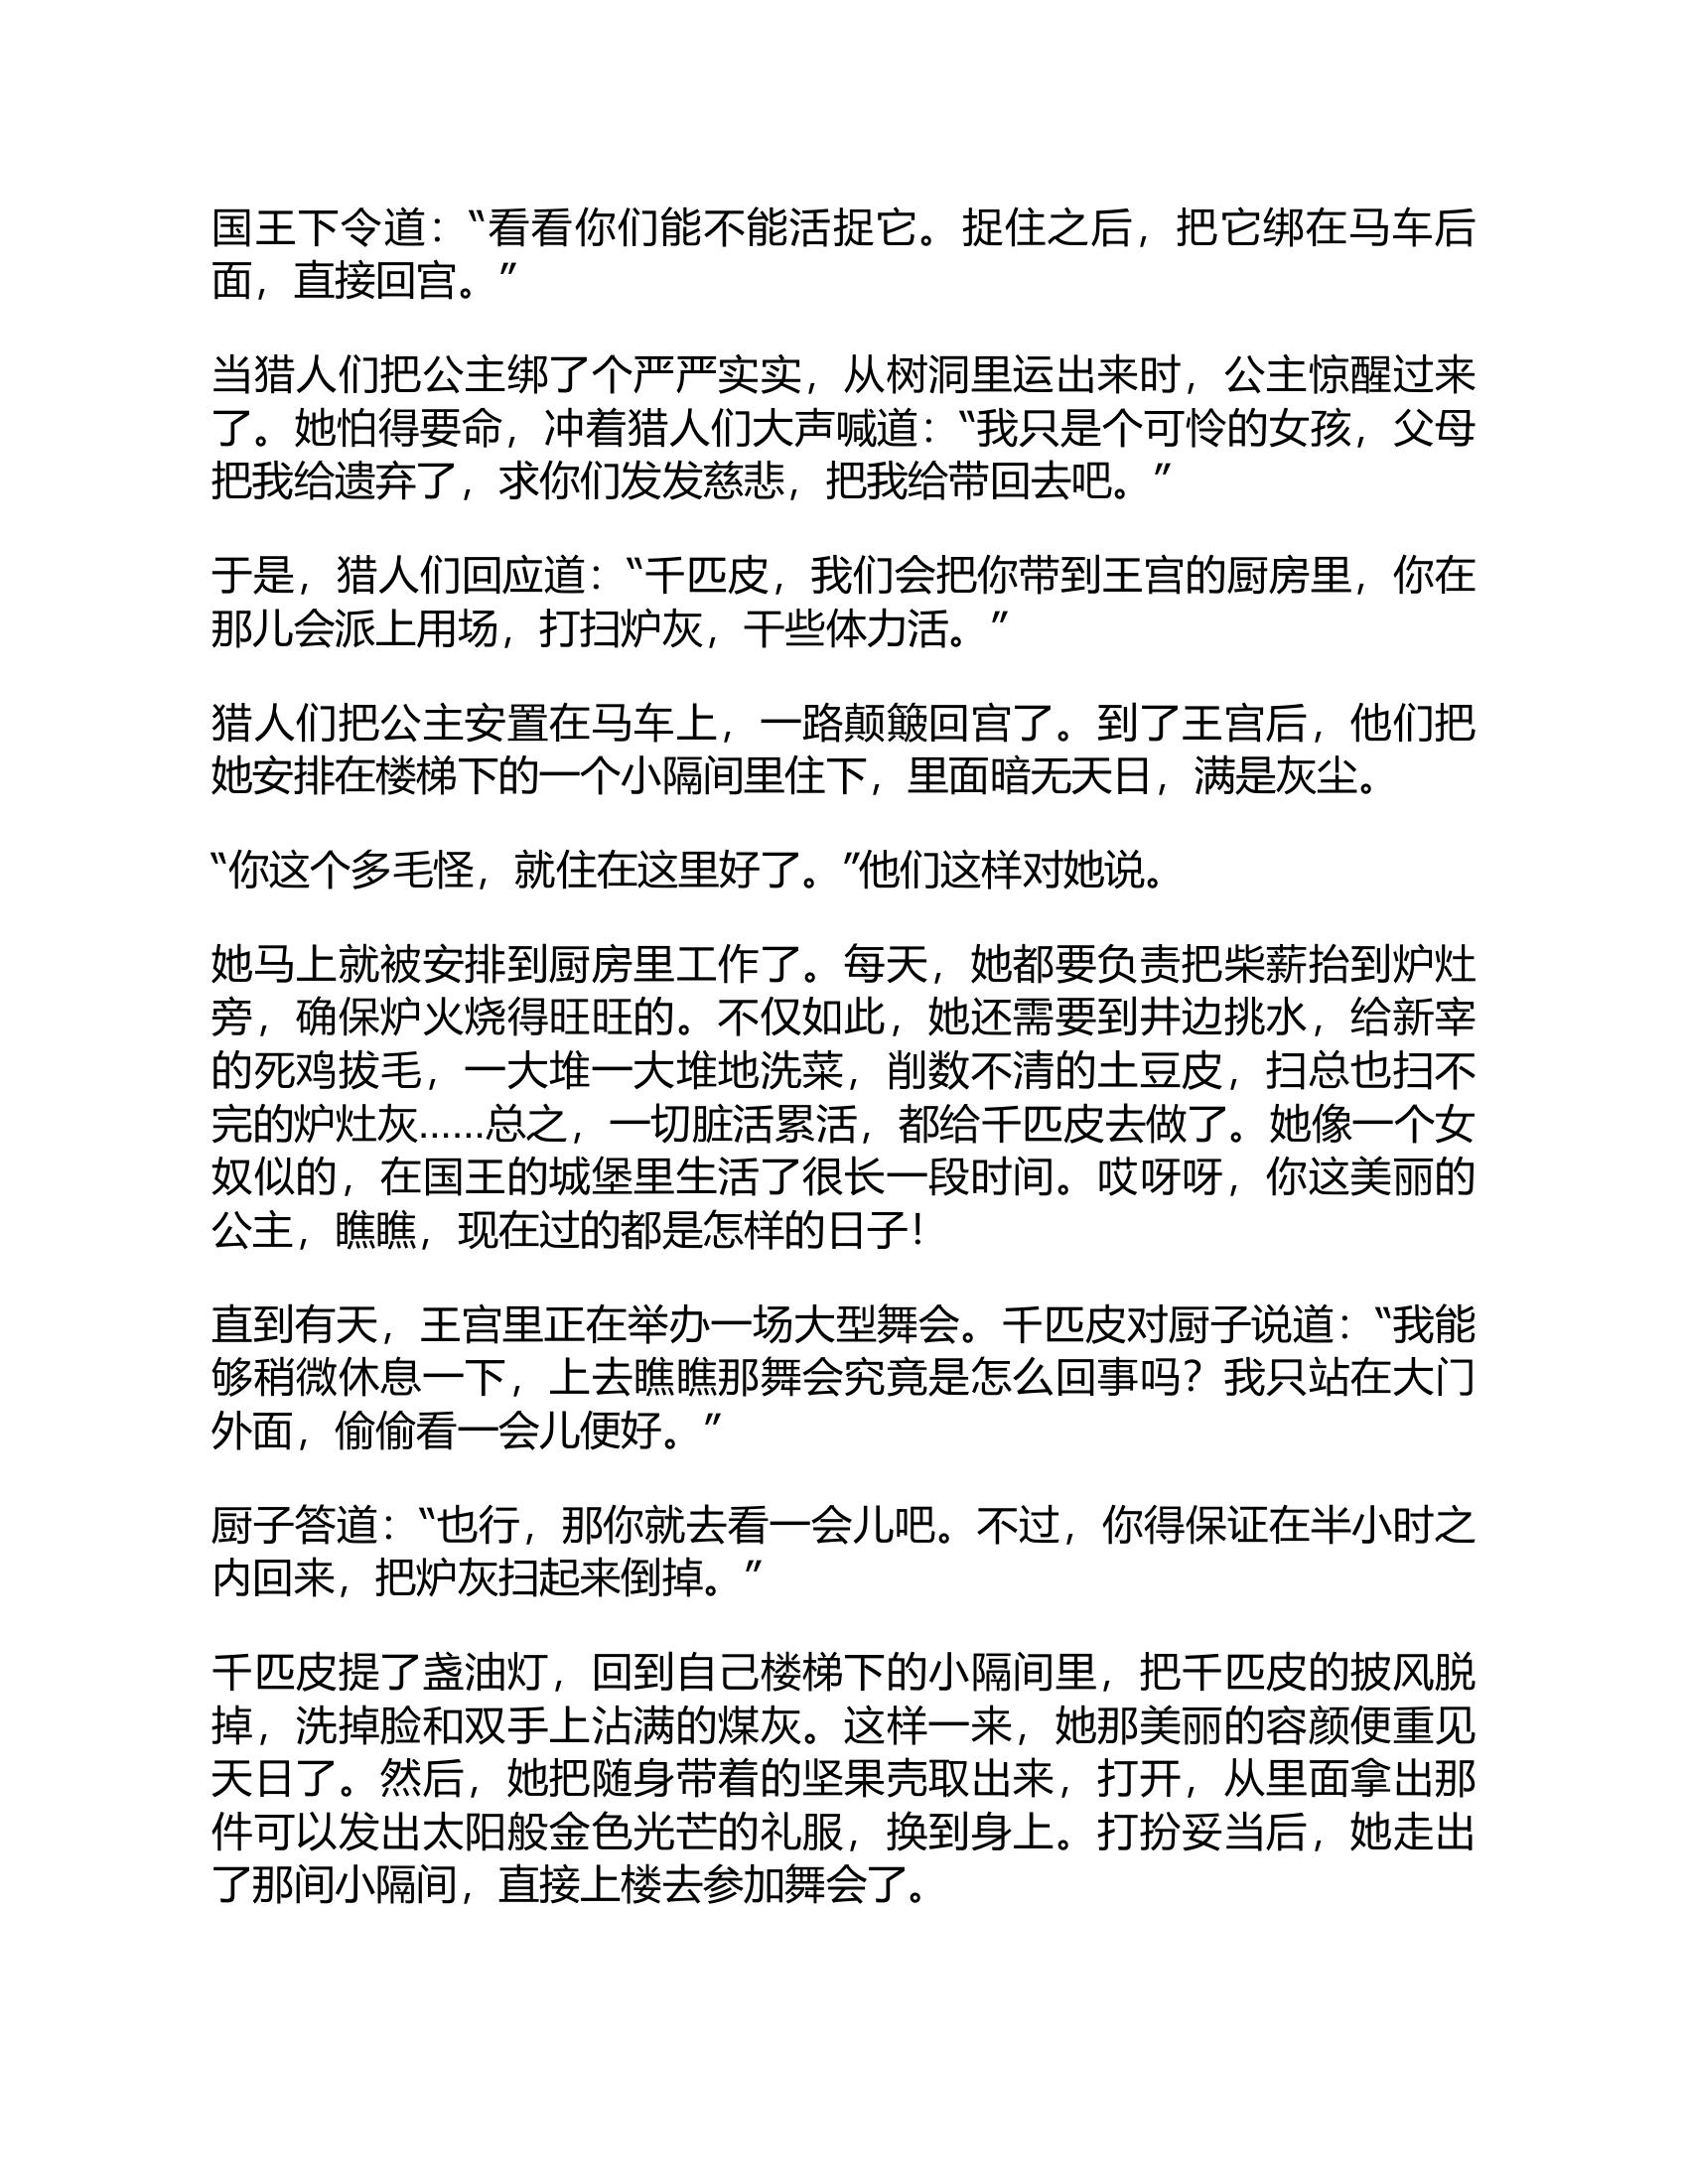 国王下令道：“看看你们能不能活捉它。捉住之后，把它绑在马车后
面，直接回宫。”
当猎人们把公主绑了个严严实实，从树洞里运出来时，公主惊醒过来
了。她怕得要命，冲着猎人们大声喊道：“我只是个可怜的女孩，父母
把我给遗弃了，求你们发发慈悲，把我给带回去吧。”
于是，猎人们回应道：“千匹皮，我们会把你带到王宫的厨房里，你在
那儿会派上用场，打扫炉灰，干些体力活。”
猎人们把公主安置在马车上，一路颠簸回宫了。到了王宫后，他们把
她安排在楼梯下的一个小隔间里住下，里面暗无天日，满是灰尘。
“你这个多毛怪，就住在这里好了。”他们这样对她说。
她马上就被安排到厨房里工作了。每天，她都要负责把柴薪抬到炉灶
旁，确保炉火烧得旺旺的。不仅如此，她还需要到井边挑水，给新宰
的死鸡拔毛，一大堆一大堆地洗菜，削数不清的土豆皮，扫总也扫不
完的炉灶灰……总之，一切脏活累活，都给千匹皮去做了。她像一个女
奴似的，在国王的城堡里生活了很长一段时间。哎呀呀，你这美丽的
公主，瞧瞧，现在过的都是怎样的日子！
直到有天，王宫里正在举办一场大型舞会。千匹皮对厨子说道：“我能
够稍微休息一下，上去瞧瞧那舞会究竟是怎么回事吗？我只站在大门
外面，偷偷看一会儿便好。”
厨子答道：“也行，那你就去看一会儿吧。不过，你得保证在半小时之
内回来，把炉灰扫起来倒掉。”
千匹皮提了盏油灯，回到自己楼梯下的小隔间里，把千匹皮的披风脱
掉，洗掉脸和双手上沾满的煤灰。这样一来，她那美丽的容颜便重见
天日了。然后，她把随身带着的坚果壳取出来，打开，从里面拿出那
件可以发出太阳般金色光芒的礼服，换到身上。打扮妥当后，她走出
了那间小隔间，直接上楼去参加舞会了。